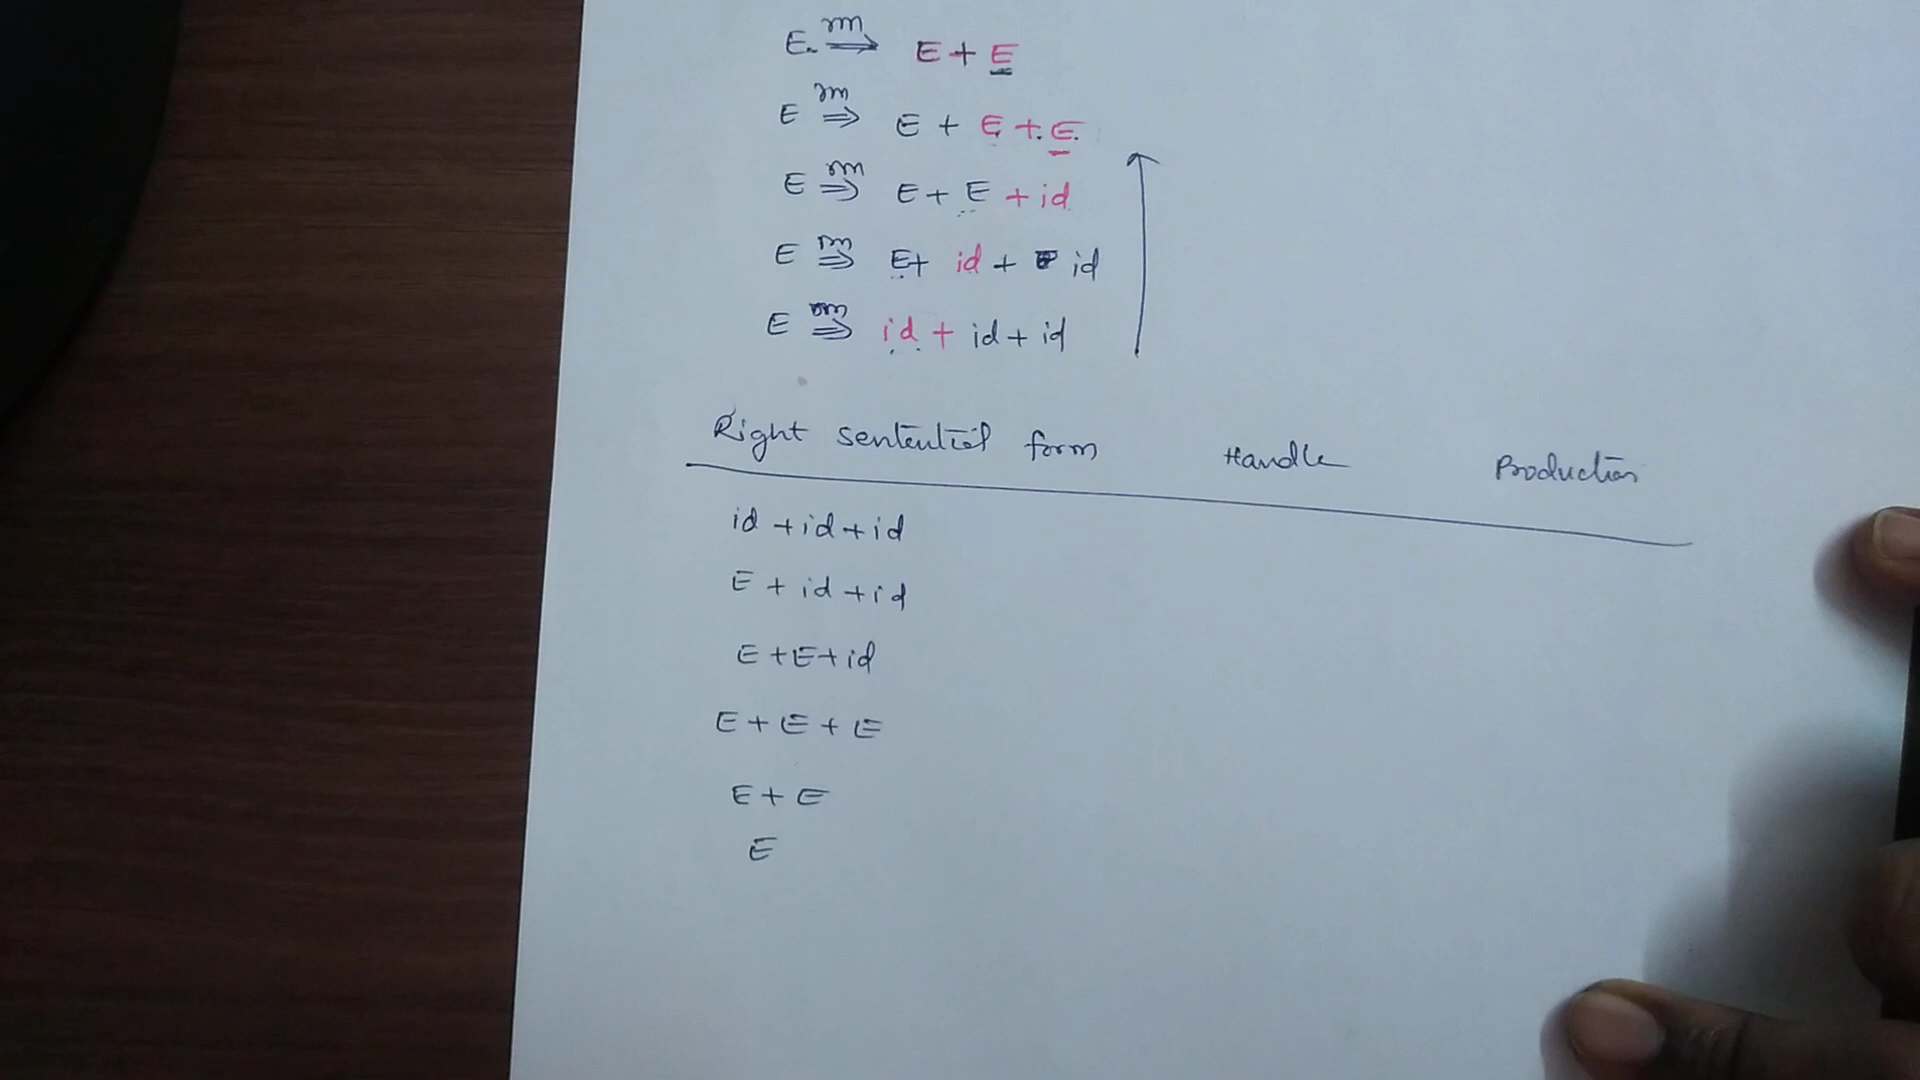 E. rm⇒ E + E
E rm⇒ E + E + E
E rm⇒ E + E + id
E rm⇒ E + id + id
E rm⇒ id + id + id
Right sentential form Handle Production
id + id + id
E + id + id
E + E + id
E + E + E
E + E
E